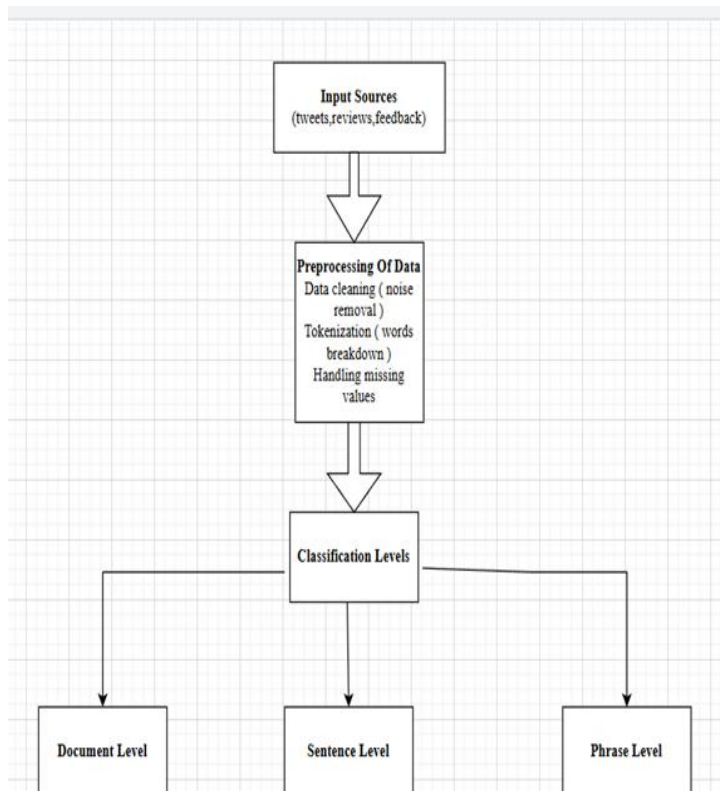 Input Sources
(tweets,reviews,feedback)
Preprocessing Of Data
Data cleaning ( noise
removal )
Tokenization ( words
breakdown )
Handling missing
values
Classification Levels
Document Level
Sentence Level
Phrase Level